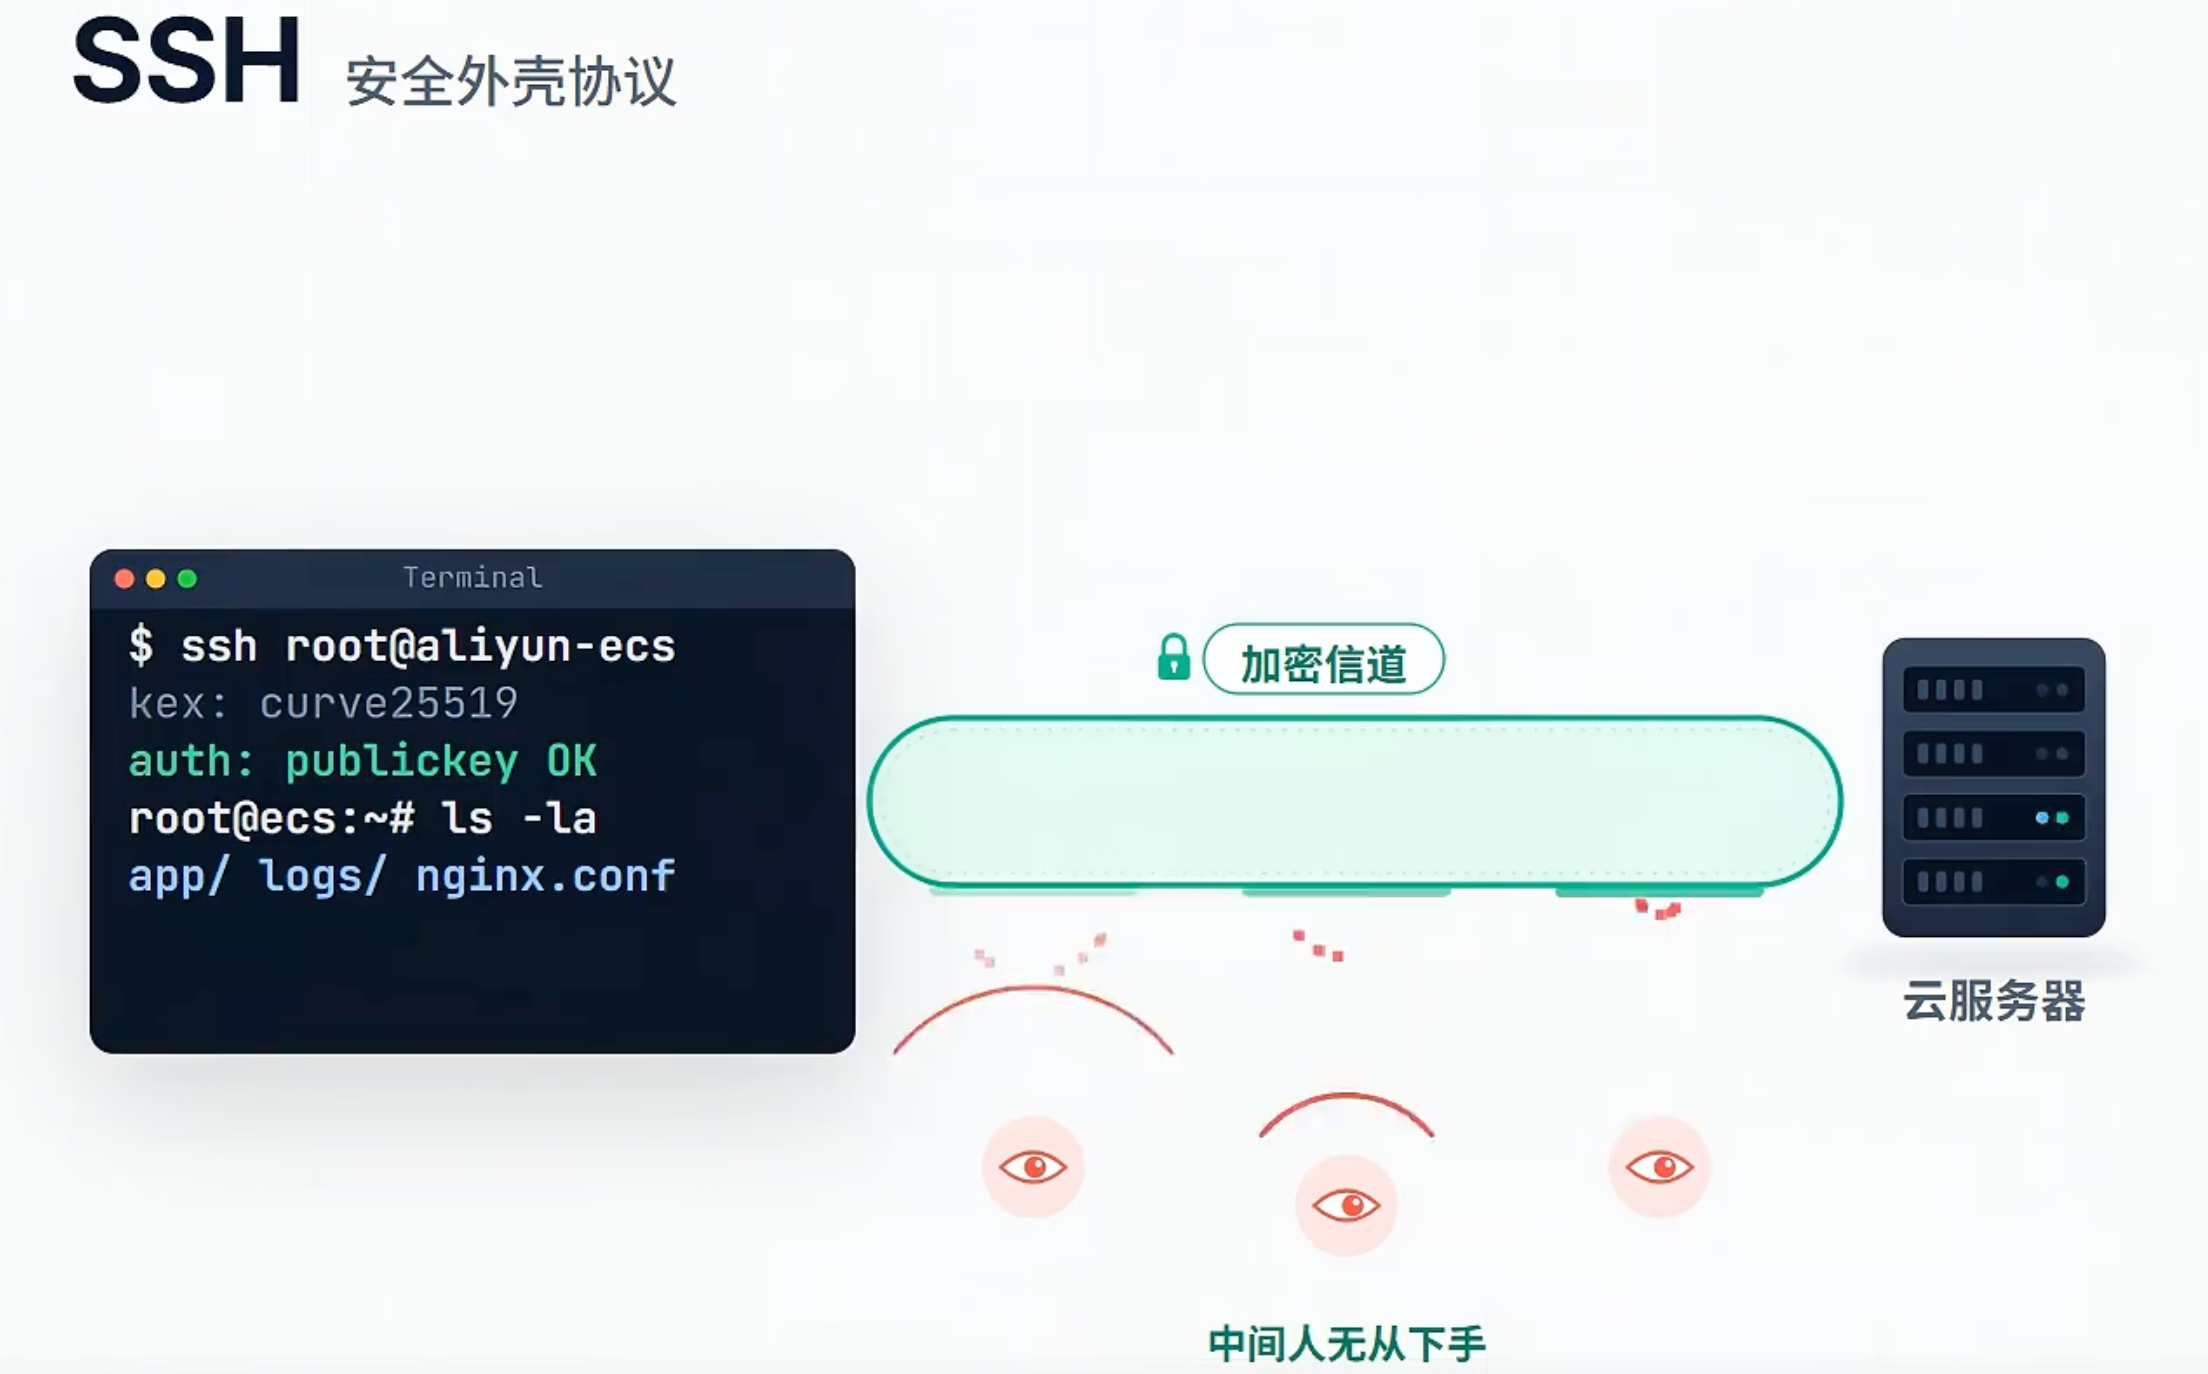 SSH 安全外壳协议
Terminal
$ ssh root@aliyun-ecs
kex: curve25519
auth: publickey OK
root@ecs:~# ls -la
app/ logs/ nginx.conf
加密信道
云服务器
中间人无从下手